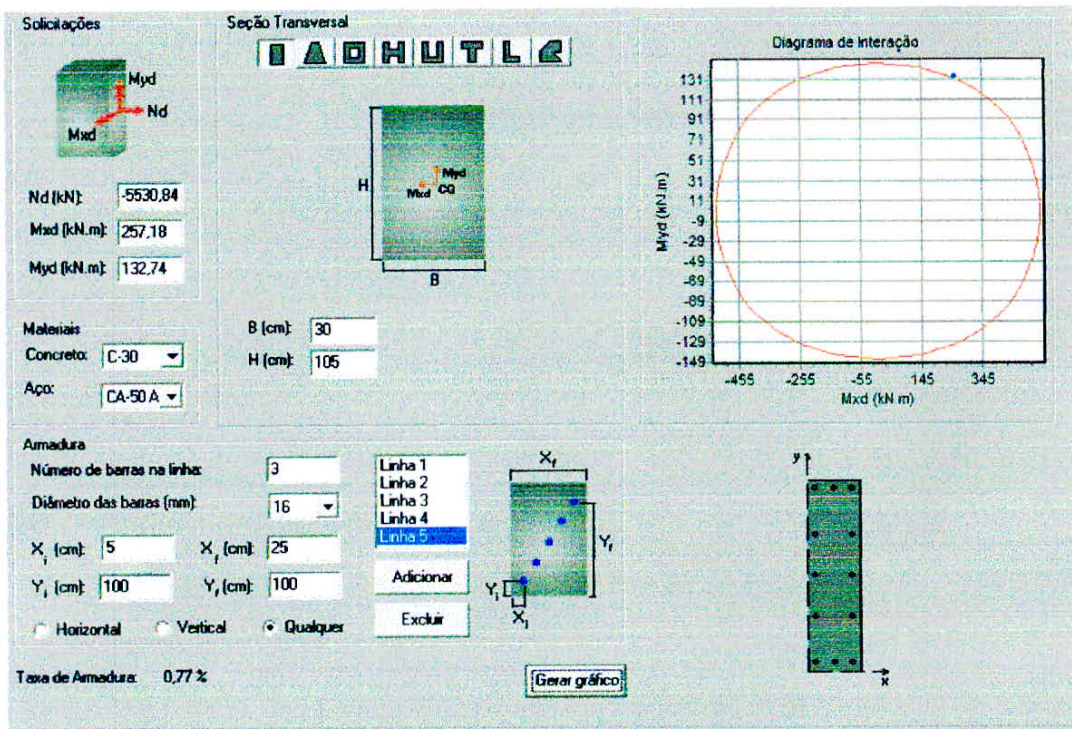 Solicitações
Myd
Nd
Mxd
Nd (kN): -5530,84
Mxd (kN.m): 257,18
Myd (kN.m): 132,74
Materiais
Concreto: C-30
Aço: CA-50 A
Seção Transversal
H
Myd
Mxd CG
B
B (cm): 30
H (cm): 105
Diagrama de Interação
Myd (kN.m)
131
111
91
71
51
31
11
-9
-29
-49
-69
-89
-109
-129
-149
-455 -255 -55 145 345
Mxd (kN m)
Armadura
Número de barras na linha: 3
Diâmetro das barras (mm): 16
Xi (cm): 5 Xf (cm): 25
Yi (cm): 100 Yf (cm): 100
Horizontal Vertical Qualquer
Linha 1
Linha 2
Linha 3
Linha 4
Linha 5
Adicionar
Excluir
Xf
Yf
Yi
Xi
y
x
Taxa de Armadura: 0,77 %
Gerar gráfico